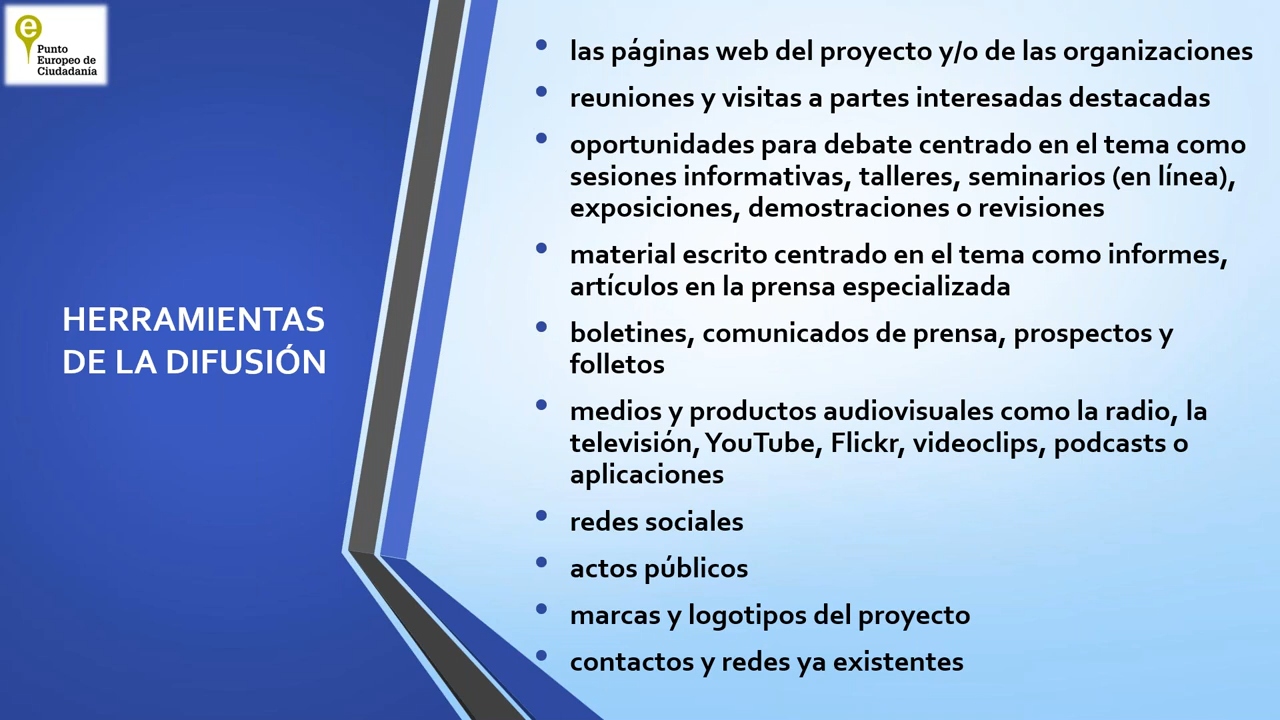 e
Punto
Europeo de
Ciudadanía
HERRAMIENTAS
DE LA DIFUSIÓN
• las páginas web del proyecto y/o de las organizaciones
• reuniones y visitas a partes interesadas destacadas
• oportunidades para debate centrado en el tema como
sesiones informativas, talleres, seminarios (en línea),
exposiciones, demostraciones o revisiones
• material escrito centrado en el tema como informes,
artículos en la prensa especializada
• boletines, comunicados de prensa, prospectos y
folletos
• medios y productos audiovisuales como la radio, la
televisión, YouTube, Flickr, videoclips, podcasts o
aplicaciones
• redes sociales
• actos públicos
• marcas y logotipos del proyecto
• contactos y redes ya existentes